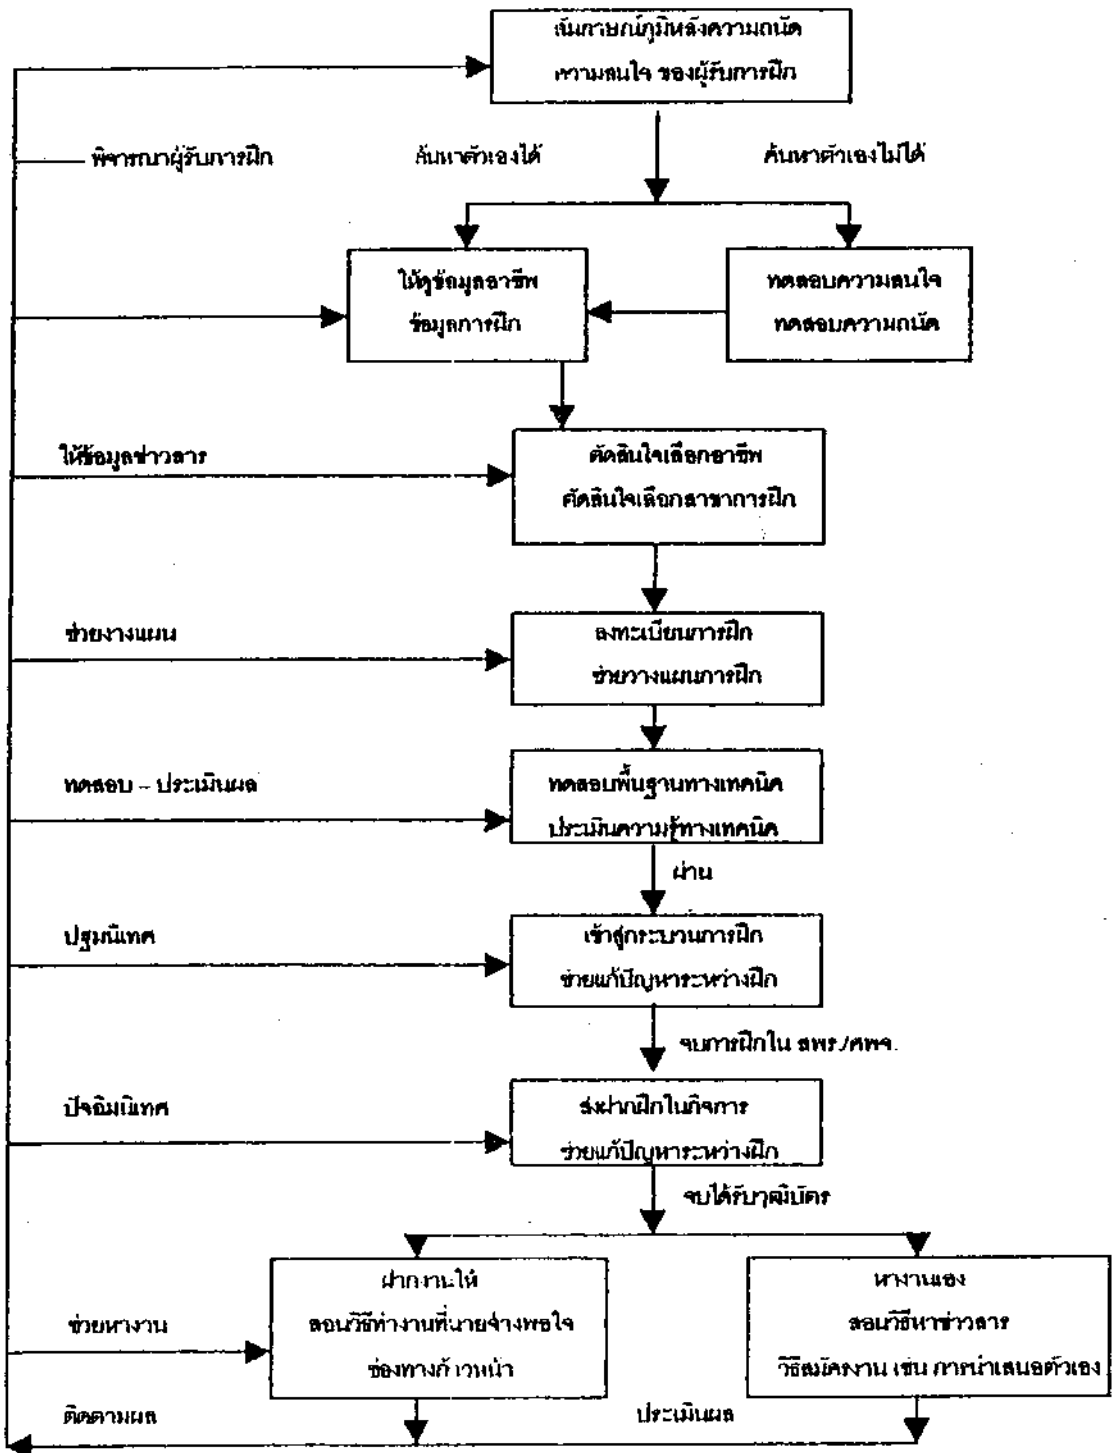 สัมภาษณ์ภูมิหลังความถนัด
ความสนใจ ของผู้รับการฝึก
พิจารณาผู้รับการฝึก
ค้นหาตัวเองได้
ค้นหาตัวเองไม่ได้
ให้ดูข้อมูลอาชีพ
ข้อมูลการฝึก
ทดสอบความสนใจ
ทดสอบความถนัด
ให้ข้อมูลข่าวสาร
ตัดสินใจเลือกอาชีพ
ตัดสินใจเลือกสาขาการฝึก
ช่วยงางแผน
ลงทะเบียนการฝึก
ช่วยวางแผนการฝึก
ทดสอบ – ประเมินผล
ทดสอบพื้นฐานทางเทคนิค
ประเมินความรู้ทางเทคนิค
ผ่าน
ปฐมนิเทศ
เข้าสู่กระบวนการฝึก
ช่วยแก้ปัญหาระหว่างฝึก
จบการฝึกใน สพร./ศพจ.
ปัจฉิมนิเทศ
ส่งฝากฝึกในกิจการ
ช่วยแก้ปัญหาระหว่างฝึก
จบได้รับวุฒิบัตร
ฝากงานให้
สอนวิธีทำงานที่นายจ้างพอใจ
ช่องทางก้าวหน้า
หางานเอง
สอนวิธีหาข่าวสาร
วิธีสมัครงาน เช่น การนำเสนอตัวเอง
ช่วยหางาน
ติดตามผล
ประเมินผล